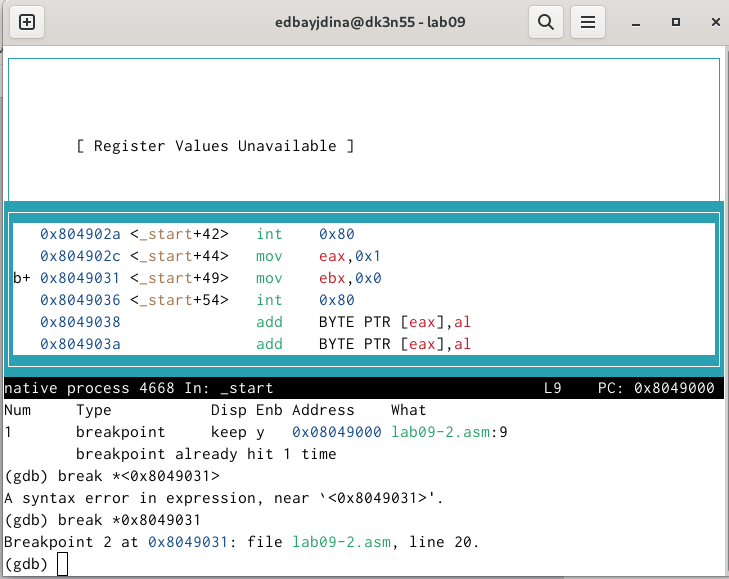 edbayjdina@dk3n55 - lab09
[ Register Values Unavailable ]
0x804902a <_start+42>   int    0x80
0x804902c <_start+44>   mov    eax,0x1
b+ 0x8049031 <_start+49>   mov    ebx,0x0
0x8049036 <_start+54>   int    0x80
0x8049038               add    BYTE PTR [eax],al
0x804903a               add    BYTE PTR [eax],al
native process 4668 In: _start                              L9    PC: 0x8049000
Num     Type           Disp Enb Address    What
1       breakpoint     keep y   0x08049000 lab09-2.asm:9
        breakpoint already hit 1 time
(gdb) break *<0x8049031>
A syntax error in expression, near `<0x8049031>'.
(gdb) break *0x8049031
Breakpoint 2 at 0x8049031: file lab09-2.asm, line 20.
(gdb)